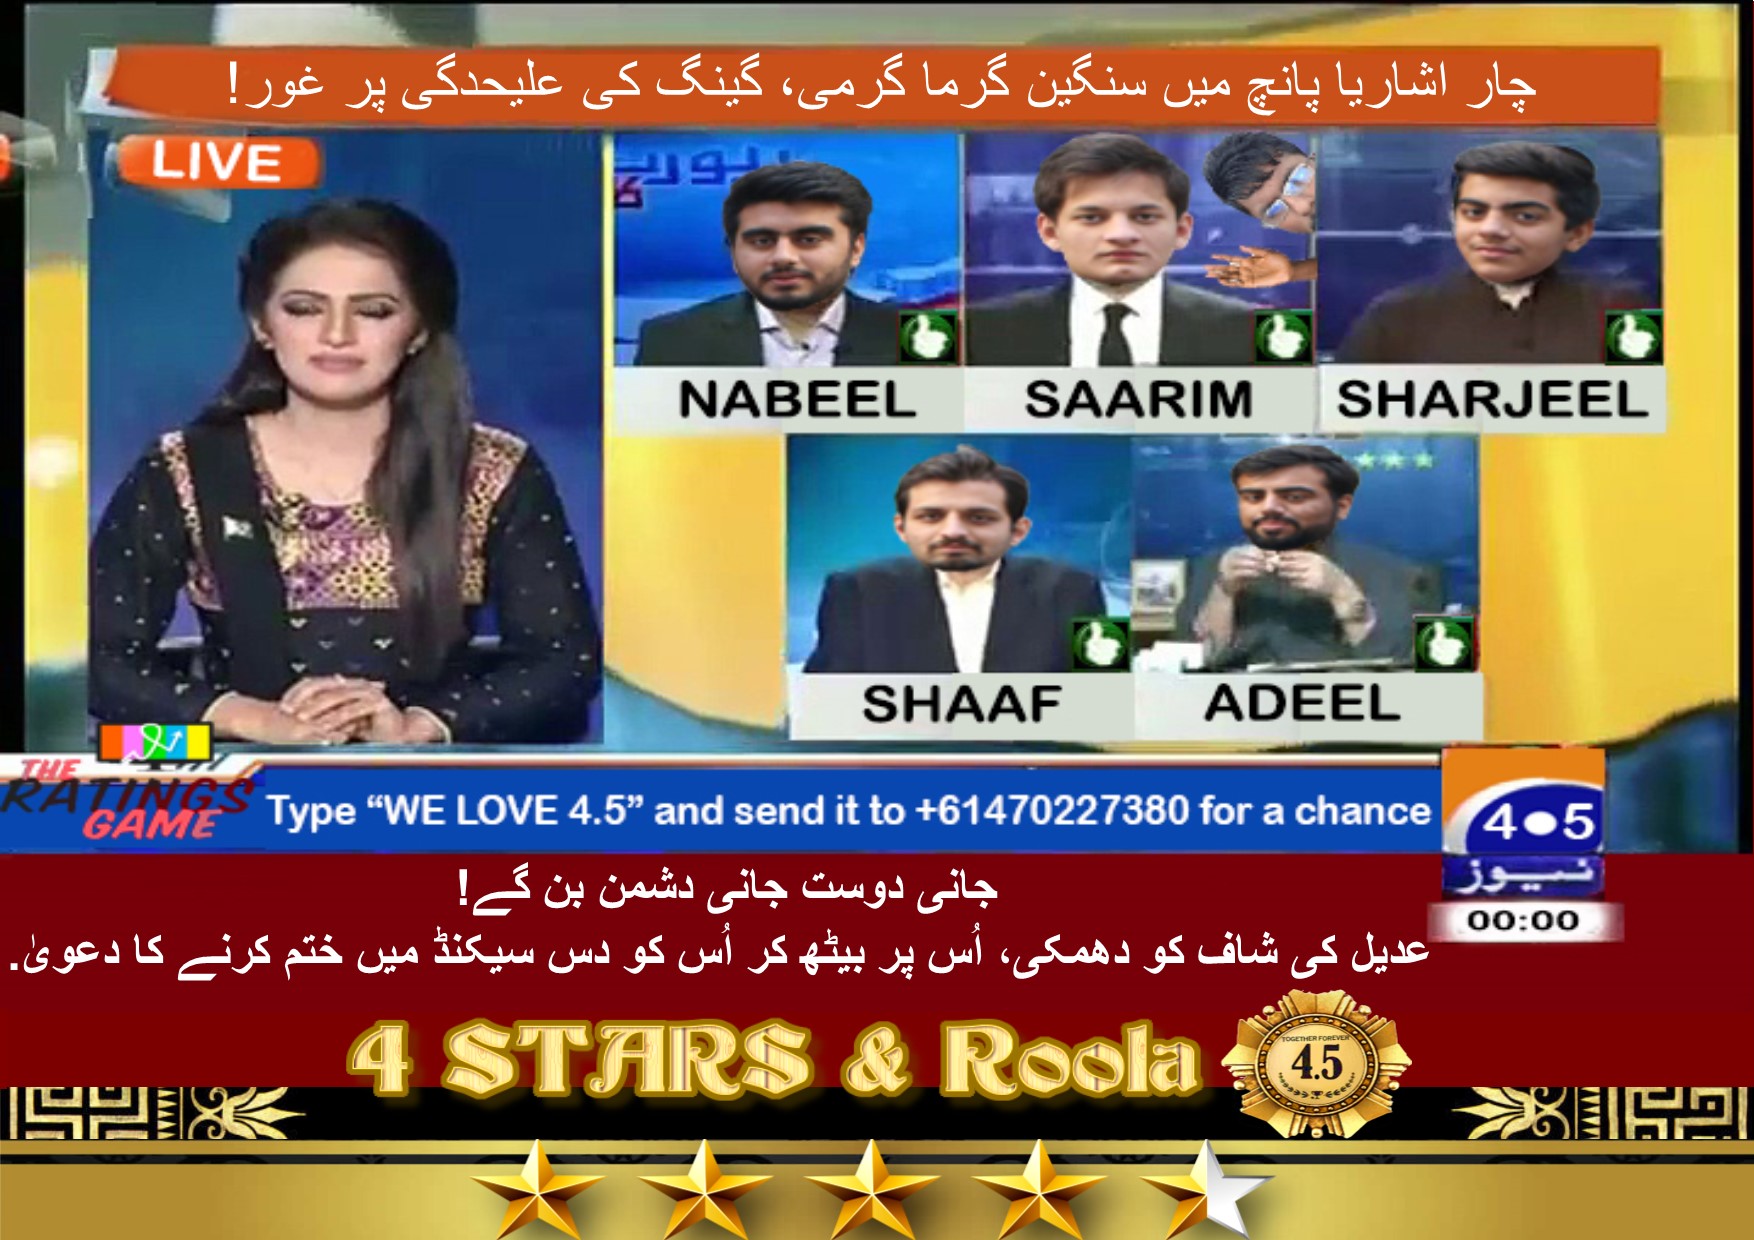 چار اشاریا پانچ میں سنگین گرما گرمی، گینگ کی علیحدگی پر غور!
LIVE
NABEEL
SAARIM
SHARJEEL
SHAAF
ADEEL
THE
RATINGS
GAME
Type “WE LOVE 4.5” and send it to +61470227380 for a chance
4●5
نیوز
00:00
جانی دوست جانی دشمن بن گے!
عدیل کی شاف کو دھمکی، اُس پر بیٹھ کر اُس کو دس سیکنڈ میں ختم کرنے کا دعویٰ.
4 STARS & Roola
TOGETHER FOREVER
4.5